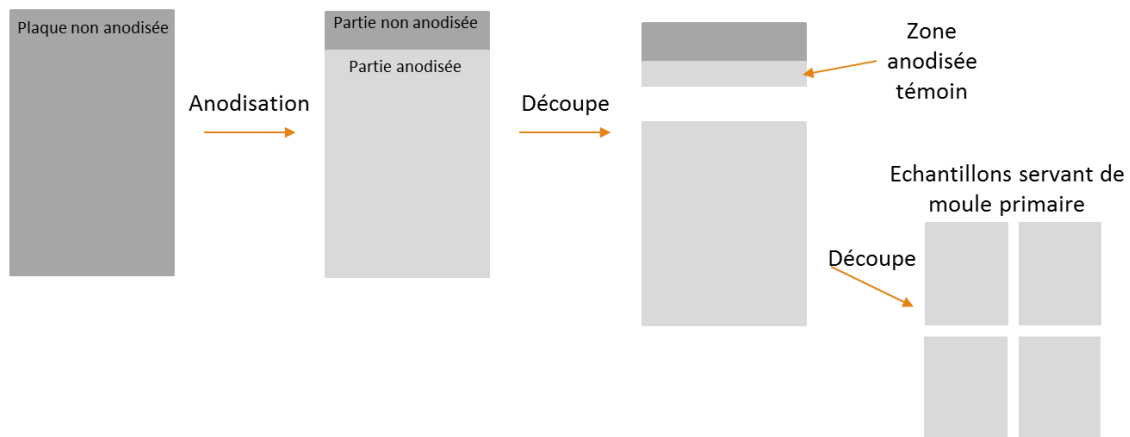 Plaque non anodisée
Anodisation
Partie non anodisée
Partie anodisée
Découpe
Zone
anodisée
témoin
Echantillons servant de
moule primaire
Découpe